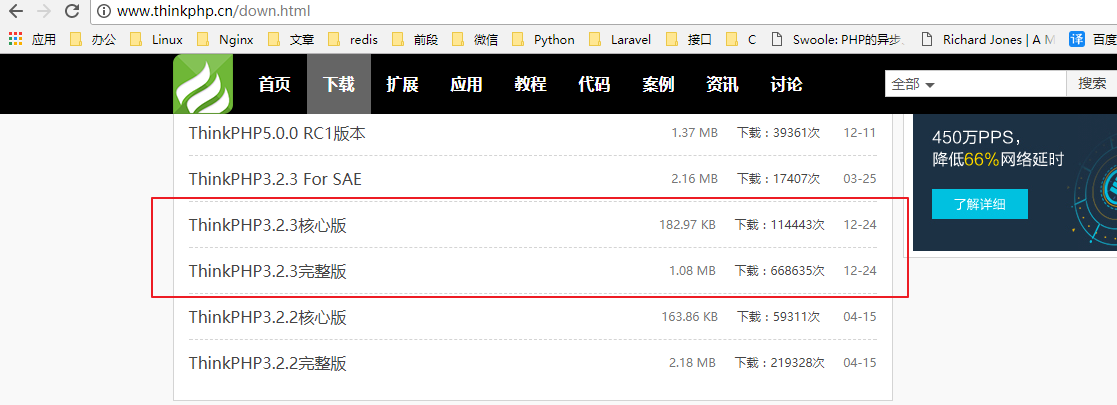 www.thinkphp.cn/down.html
应用 办公 Linux Nginx 文章 redis 前段 微信 Python Laravel 接口 C Swoole: PHP的异步、 Richard Jones | A M 译 百度
首页 下载 扩展 应用 教程 代码 案例 资讯 讨论 全部 搜索
ThinkPHP5.0.0 RC1版本 1.37 MB 下载：39361次 12-11
ThinkPHP3.2.3 For SAE 2.16 MB 下载：17407次 03-25
ThinkPHP3.2.3核心版 182.97 KB 下载：114443次 12-24
ThinkPHP3.2.3完整版 1.08 MB 下载：668635次 12-24
ThinkPHP3.2.2核心版 163.86 KB 下载：59311次 04-15
ThinkPHP3.2.2完整版 2.18 MB 下载：219328次 04-15
450万PPS，
降低66%网络延时
了解详细